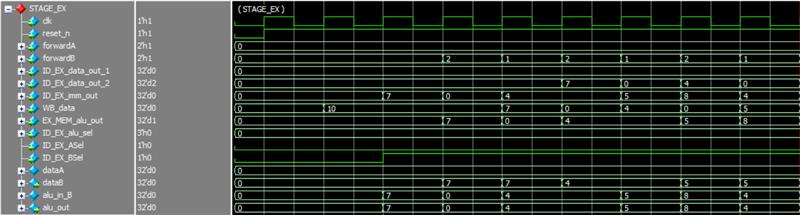 STAGE_EX (STAGE_EX)
clk 1'h1
reset_n 1'h1
forwardA 2'h1 0
forwardB 2'h1 0 2 1 2 1 2 1
ID_EX_data_out_1 32'd0 0
ID_EX_data_out_2 32'd2 0 7 0 4 0
ID_EX_imm_out 32'd0 0 7 0 4 5 8 4
WB_data 32'd0 0 10 7 0 4 0 5
EX_MEM_alu_out 32'd1 0 7 0 4 5 8
ID_EX_alu_sel 3'h0 0
ID_EX_ASel 1'h0
ID_EX_BSel 1'h0
dataA 32'd0 0
dataB 32'd0 0 7 7 4 5 5
alu_in_B 32'd0 0 7 0 4 5 8 4
alu_out 32'd0 0 7 0 4 5 8 4